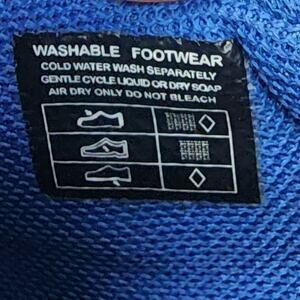 WASHABLE FOOTWEAR
COLD WATER WASH SEPARATELY
GENTLE CYCLE LIQUID OR DRY SOAP
AIR DRY ONLY DO NOT BLEACH